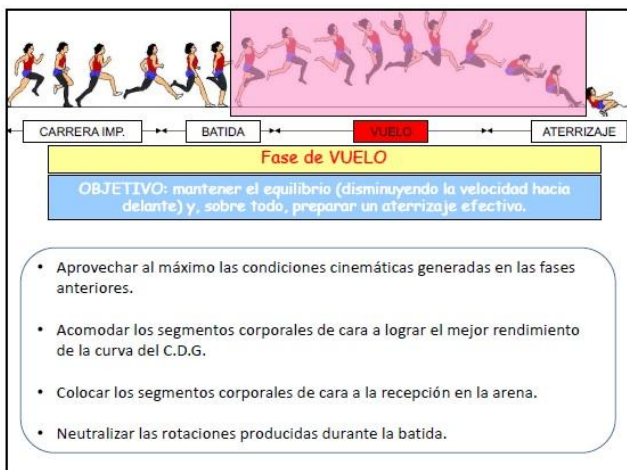 CARRERA IMP.
BATIDA
VUELO
ATERRIZAJE
Fase de VUELO
OBJETIVO: mantener el equilibrio (disminuyendo la velocidad hacia
delante) y, sobre todo, preparar un aterrizaje efectivo.
• Aprovechar al máximo las condiciones cinemáticas generadas en las fases
anteriores.
• Acomodar los segmentos corporales de cara a lograr el mejor rendimiento
de la curva del C.D.G.
• Colocar los segmentos corporales de cara a la recepción en la arena.
• Neutralizar las rotaciones producidas durante la batida.